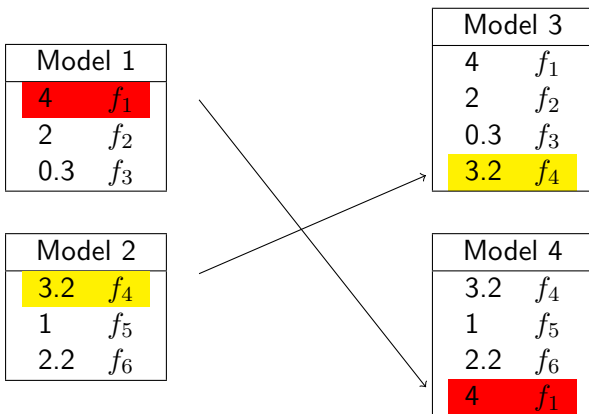 Model 1
4 f₁
2 f₂
0.3 f₃
Model 2
3.2 f₄
1 f₅
2.2 f₆
Model 3
4 f₁
2 f₂
0.3 f₃
3.2 f₄
Model 4
3.2 f₄
1 f₅
2.2 f₆
4 f₁